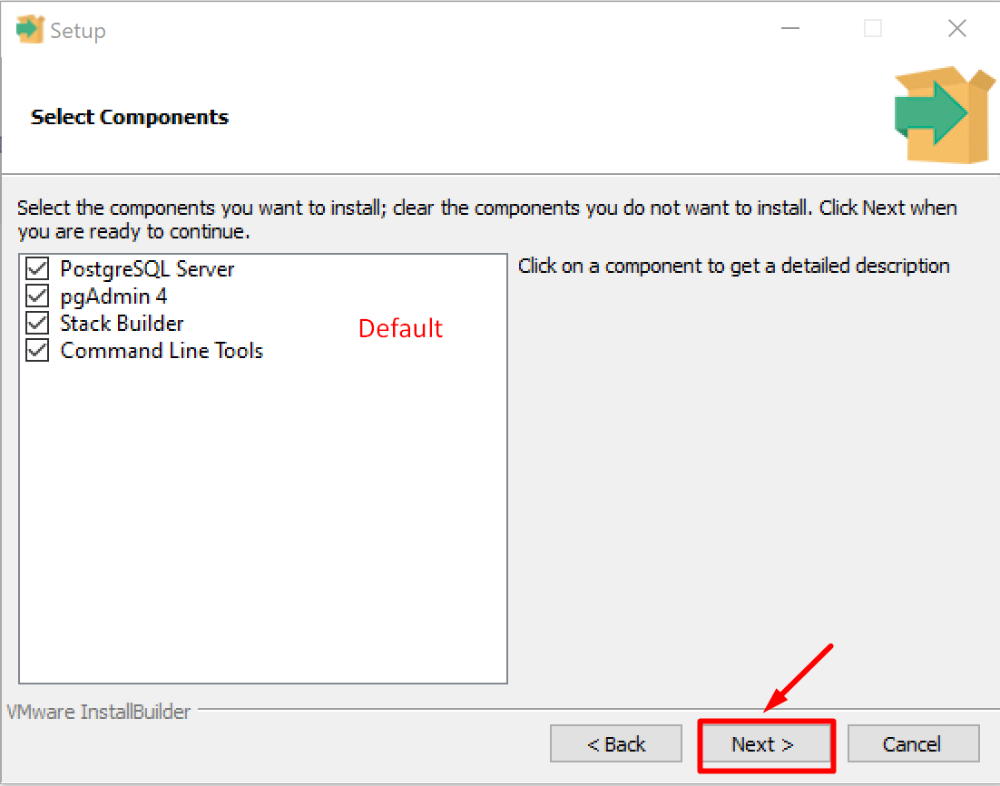 Setup
Select Components
Select the components you want to install; clear the components you do not want to install. Click Next when
you are ready to continue.
PostgreSQL Server
pgAdmin 4
Stack Builder
Command Line Tools
Default
Click on a component to get a detailed description
VMware InstallBuilder
< Back
Next >
Cancel